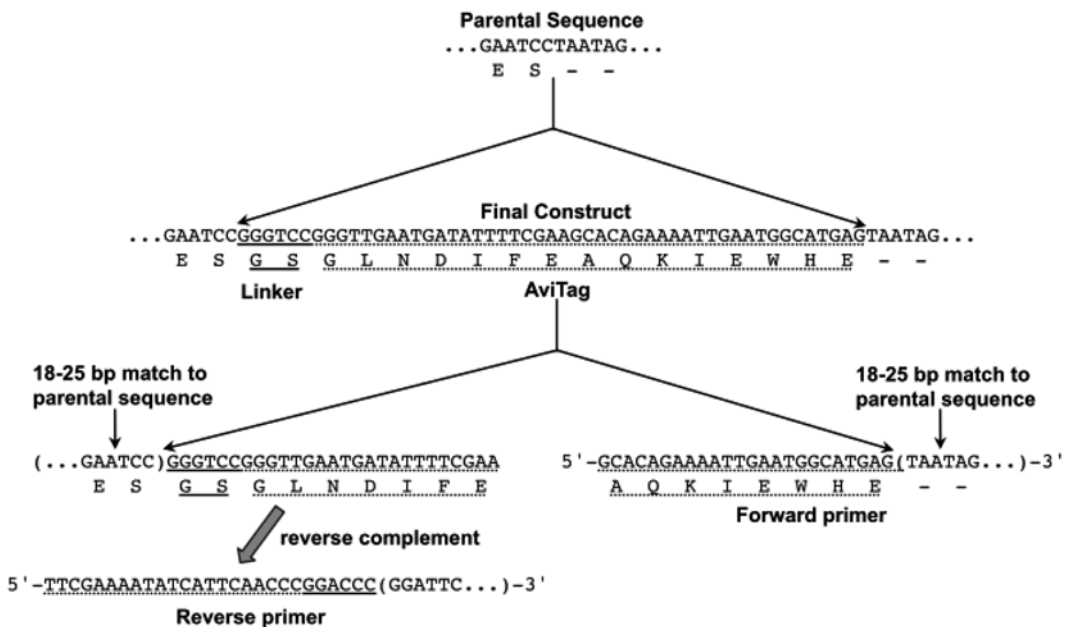 Parental Sequence
...GAATCCTAATAG...
E S - -
Final Construct
...GAATCCGGGTCCGGGTTGAATGATATTTTCGAAGCACAGAAAATTGAATGGCATGAGTAATAG...
E S G S G L N D I F E A Q K I E W H E - -
Linker
AviTag
18-25 bp match to
parental sequence
18-25 bp match to
parental sequence
(...GAATCC)GGGTCCGGGTTGAATGATATTTTCGAA
E S G S G L N D I F E
5'-GCACAGAAAATTGAATGGCATGAG(TAATAG...)-3'
A Q K I E W H E - -
Forward primer
reverse complement
5'-TTCGAAAATATCATTCAACCCGGACCC(GGATTC...)-3'
Reverse primer